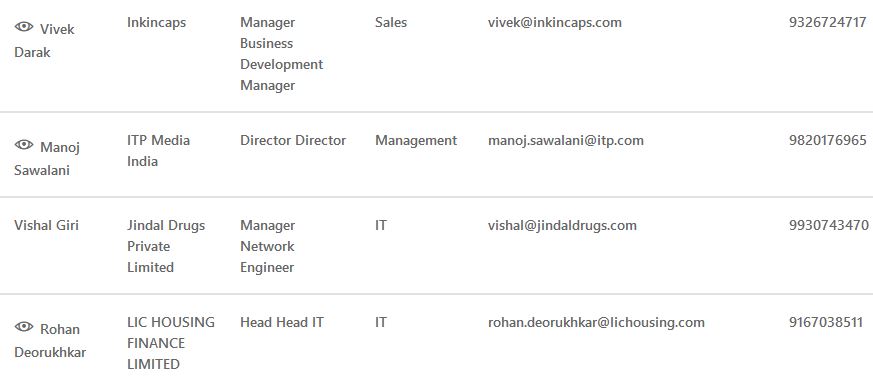 Vivek Darak Inkincaps Manager Business Development Manager Sales vivek@inkincaps.com 9326724717
Manoj Sawalani ITP Media India Director Director Management manoj.sawalani@itp.com 9820176965
Vishal Giri Jindal Drugs Private Limited Manager Network Engineer IT vishal@jindaldrugs.com 9930743470
Rohan Deorukhkar LIC HOUSING FINANCE LIMITED Head Head IT IT rohan.deorukhkar@lichousing.com 9167038511